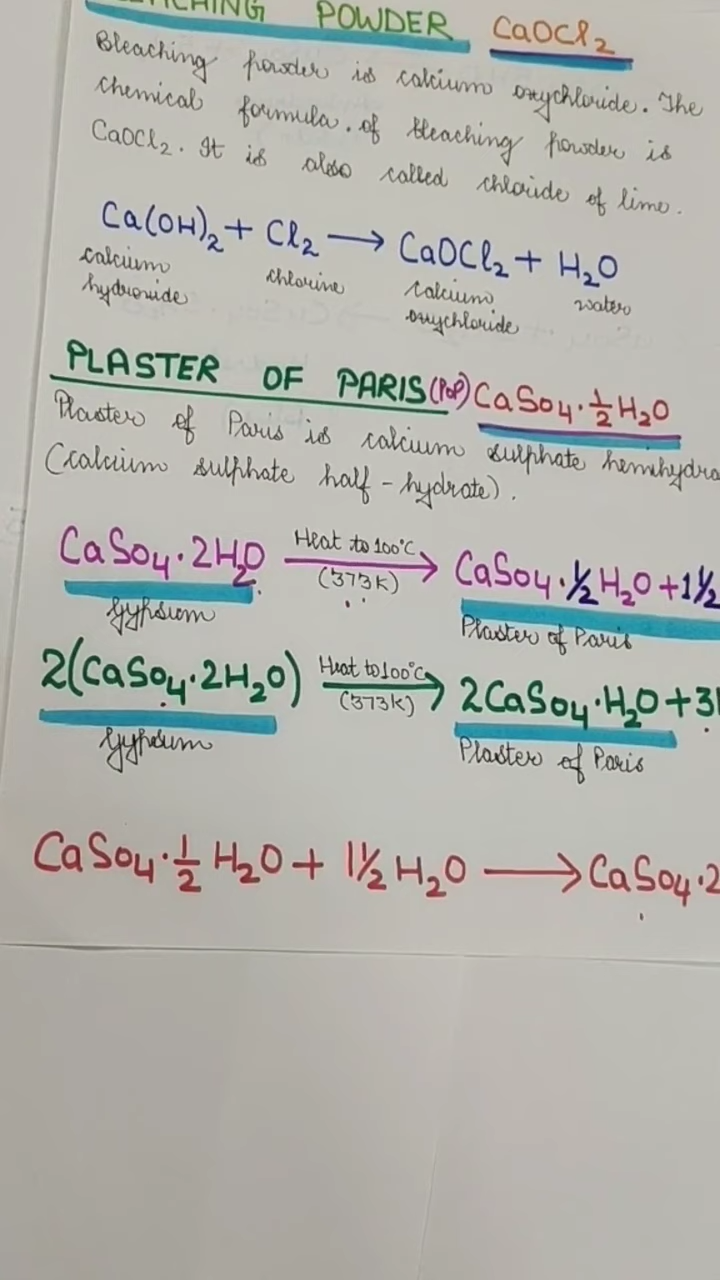 POWDER CaOCl₂
Bleaching powder is calcium oxychloride. The
chemical formula. of bleaching powder is
CaOCl₂. It is also called chloride of lime.
Ca(OH)₂ + Cl₂ → CaOCl₂ + H₂O
calcium hydroxide chlorine calcium oxychloride water
PLASTER OF PARIS (POP) CaSo₄·½H₂O
Plaster of Paris is calcium sulphate hemihydra
(calcium sulphate half-hydrate).
CaSo₄·2H₂O Heat to 100°C (373K) → CaSo₄·½H₂O + 1½
Gypsum Plaster of Paris
2(CaSo₄·2H₂O) Heat to 100°C (373K) → 2CaSo₄·H₂O + 3
Gypsum Plaster of Paris
CaSo₄·½H₂O + 1½H₂O → CaSo₄·2